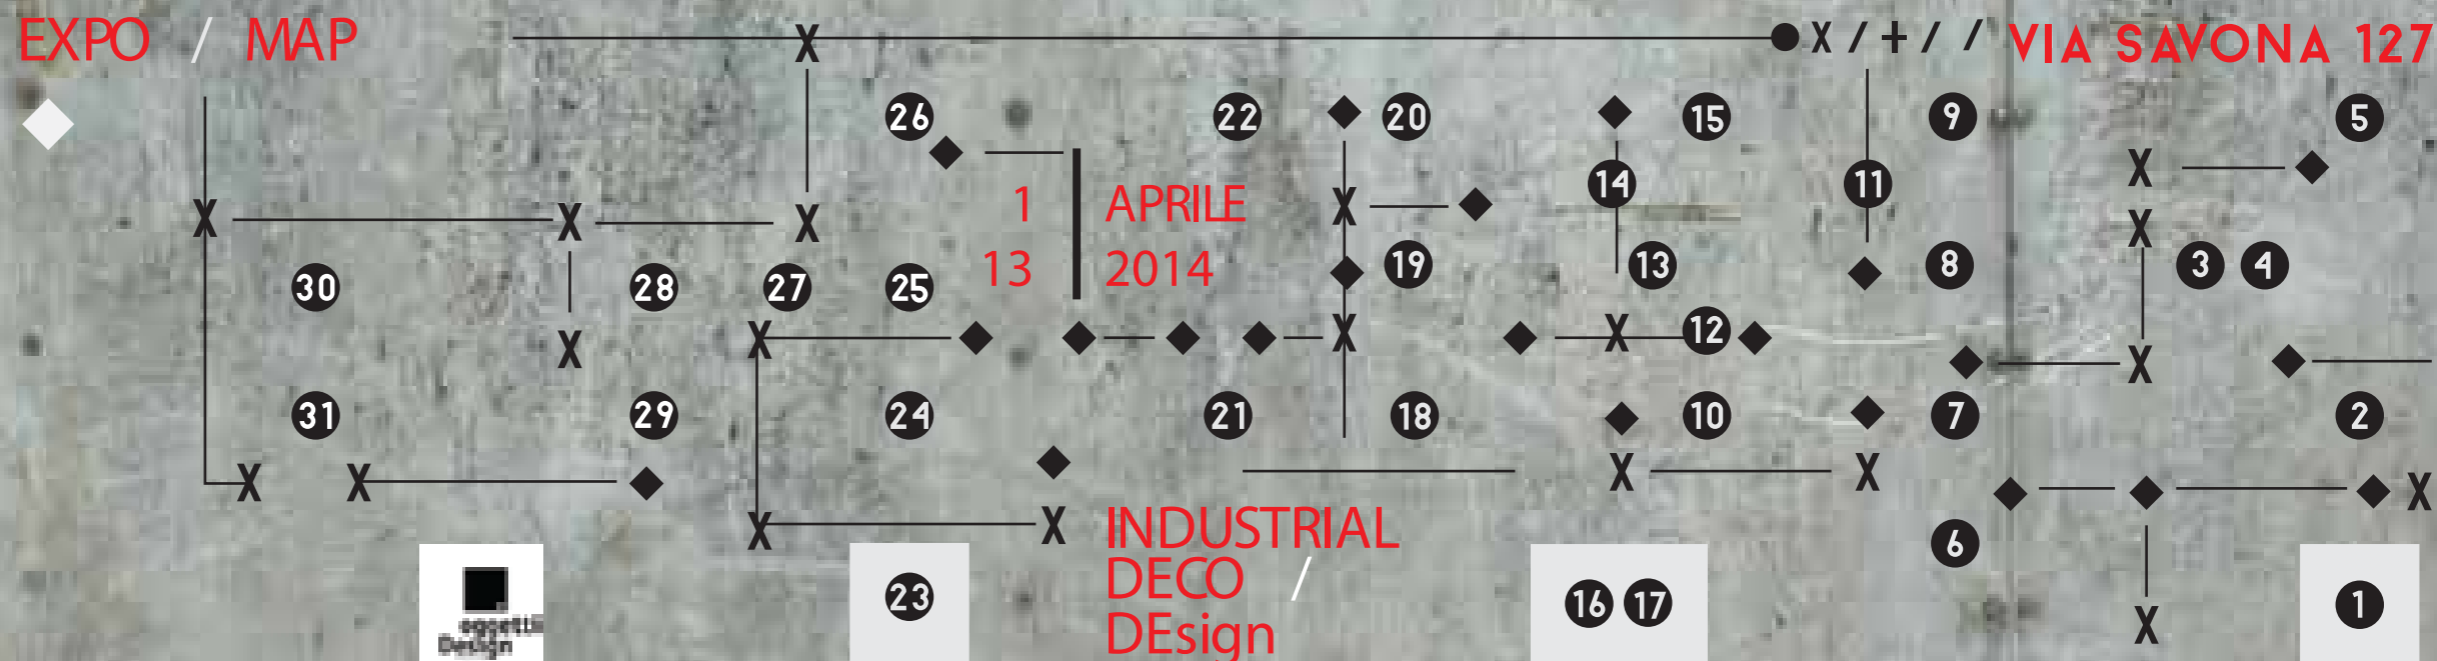 EXPO / MAP
X / + / / VIA SAVONA 127
X
26 22 20 15 9 5
X
1 APRILE
14 11
X X X X X
13 2014
30 28 27 25 19 13 8 3 4
X X X X 12 X
31 29 24 21 18 10 7 2
X X X X X
X X INDUSTRIAL
6
DECO /
23 16 17 1
X
DEsign
Design